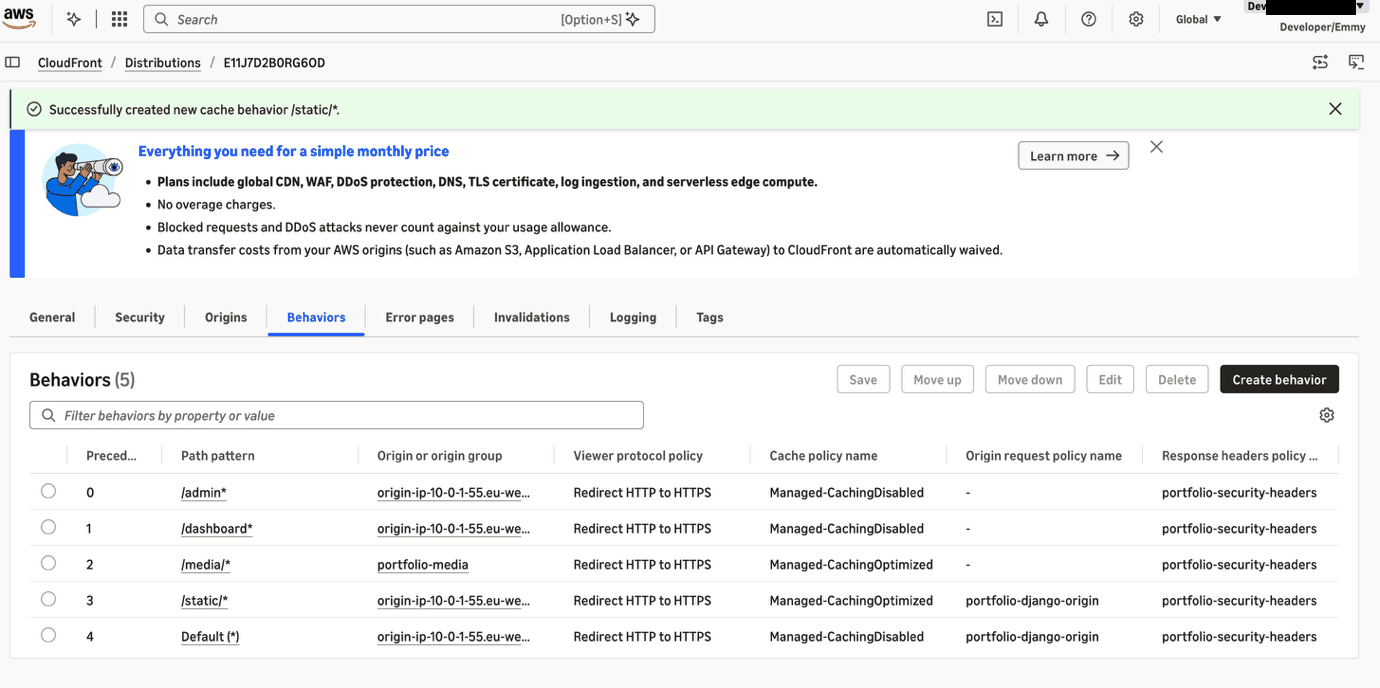 aws
Search [Option+S]
Global
Dev
Developer/Emmy
CloudFront / Distributions / E11J7D2B0RG6OD
Successfully created new cache behavior /static/*.
Everything you need for a simple monthly price
Learn more
• Plans include global CDN, WAF, DDoS protection, DNS, TLS certificate, log ingestion, and serverless edge compute.
• No overage charges.
• Blocked requests and DDoS attacks never count against your usage allowance.
• Data transfer costs from your AWS origins (such as Amazon S3, Application Load Balancer, or API Gateway) to CloudFront are automatically waived.
General Security Origins Behaviors Error pages Invalidations Logging Tags
Behaviors (5)
Save Move up Move down Edit Delete Create behavior
Filter behaviors by property or value
Preced... Path pattern Origin or origin group Viewer protocol policy Cache policy name Origin request policy name Response headers policy ...
0 /admin* origin-ip-10-0-1-55.eu-we... Redirect HTTP to HTTPS Managed-CachingDisabled - portfolio-security-headers
1 /dashboard* origin-ip-10-0-1-55.eu-we... Redirect HTTP to HTTPS Managed-CachingDisabled - portfolio-security-headers
2 /media/* portfolio-media Redirect HTTP to HTTPS Managed-CachingOptimized - portfolio-security-headers
3 /static/* origin-ip-10-0-1-55.eu-we... Redirect HTTP to HTTPS Managed-CachingOptimized portfolio-django-origin portfolio-security-headers
4 Default (*) origin-ip-10-0-1-55.eu-we... Redirect HTTP to HTTPS Managed-CachingDisabled portfolio-django-origin portfolio-security-headers